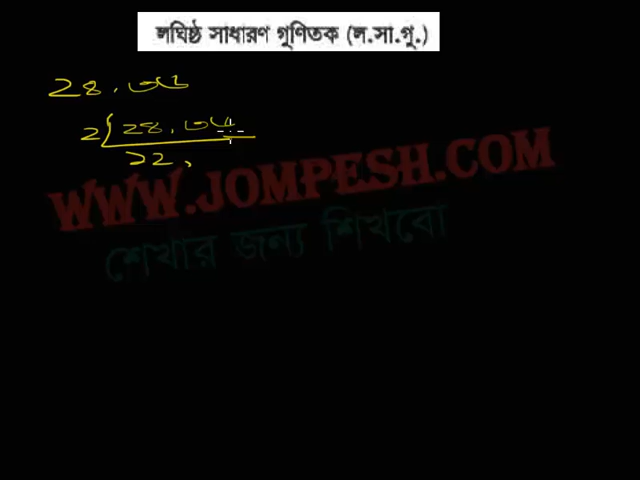 লঘিষ্ঠ সাধারণ গুণিতক (ল.সা.গু.)
২৪, ৩৬
২ ২৪, ৩৬
১২,
WWW.JOMPESH.COM
শেখার জন্য শিখবো